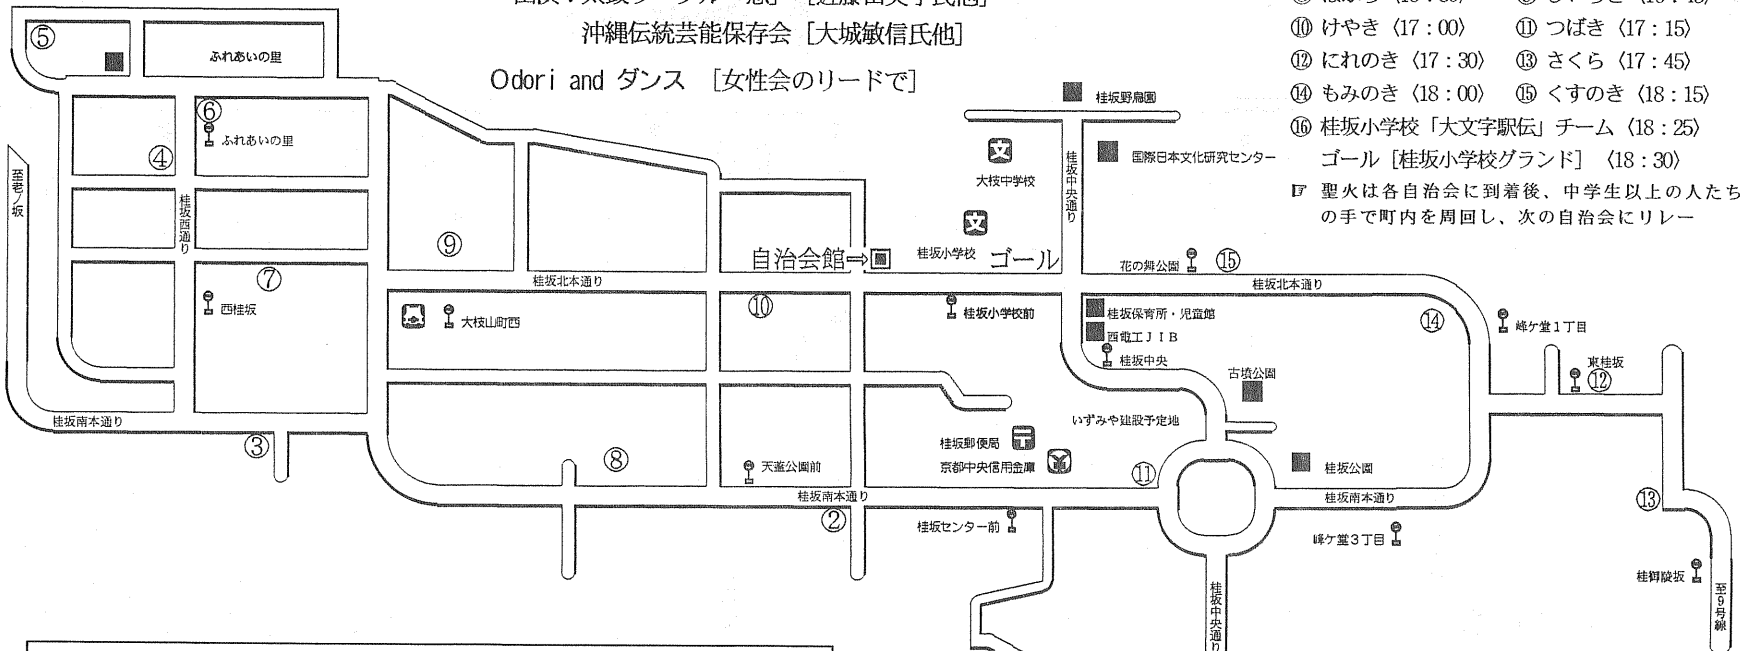 沖縄伝統芸能保存会 [大城敏信氏他]
Odori and ダンス [女性会のリードで]
⑩ けやき〈17：00〉 ⑪ つばき〈17：15〉
⑫ にれのき〈17：30〉 ⑬ さくら〈17：45〉
⑭ もみのき〈18：00〉 ⑮ くすのき〈18：15〉
⑯ 桂坂小学校「大文字駅伝」チーム〈18：25〉
ゴール [桂坂小学校グランド] 〈18：30〉
☞ 聖火は各自治会に到着後、中学生以上の人たち
の手で町内を周回し、次の自治会にリレー
⑤
ふれあいの里
⑥
ふれあいの里
④
至老ノ坂
桂坂西通り
⑦
西桂坂
⑨
桂坂北本通り
大枝山町西
自治会館⇒
⑩
桂坂野鳥園
文
大枝中学校
桂坂中央通り
国際日本文化研究センター
文
桂坂小学校
ゴール
花の舞公園
⑮
桂坂北本通り
桂坂小学校前
桂坂保育所・児童館
西電工ＪＩＢ
桂坂中央
⑭
峰ケ堂１丁目
東桂坂
⑫
古墳公園
いずみや建設予定地
桂坂南本通り
③
⑧
天蓋公園前
桂坂郵便局
〒
京都中央信用金庫
⑪
桂坂公園
桂坂南本通り
桂坂南本通り
②
桂坂センター前
峰ケ堂３丁目
⑬
桂御陵坂
至９号線
桂坂中央通り